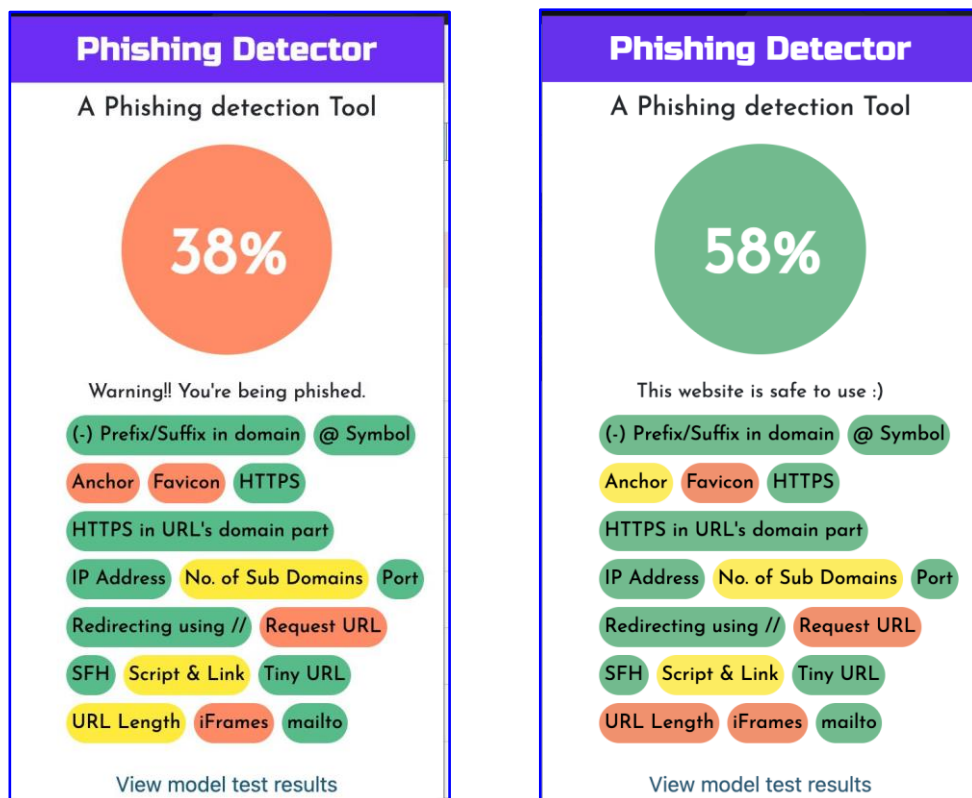 Phishing Detector
A Phishing detection Tool
38%
Warning!! You're being phished.
(-) Prefix/Suffix in domain @ Symbol
Anchor Favicon HTTPS
HTTPS in URL's domain part
IP Address No. of Sub Domains Port
Redirecting using // Request URL
SFH Script & Link Tiny URL
URL Length iFrames mailto
View model test results
Phishing Detector
A Phishing detection Tool
58%
This website is safe to use :)
(-) Prefix/Suffix in domain @ Symbol
Anchor Favicon HTTPS
HTTPS in URL's domain part
IP Address No. of Sub Domains Port
Redirecting using // Request URL
SFH Script & Link Tiny URL
URL Length iFrames mailto
View model test results